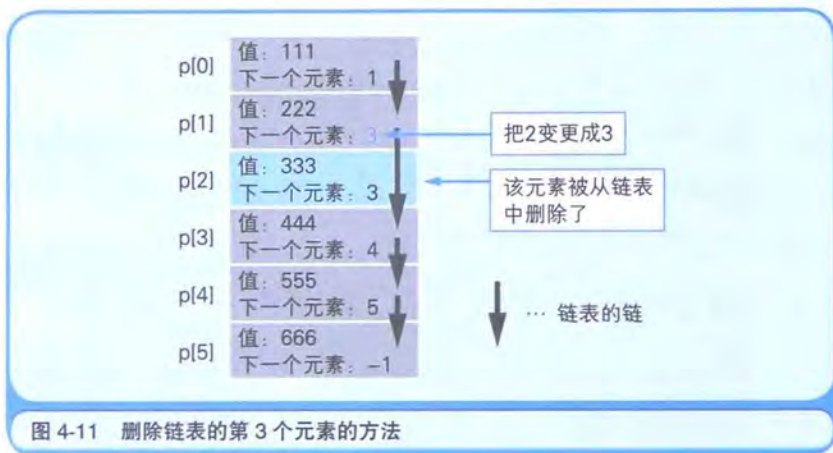 p[0]
值：111
下一个元素：1
p[1]
值：222
下一个元素：3
把2变更成3
p[2]
值：333
下一个元素：3
该元素被从链表
中删除了
p[3]
值：444
下一个元素：4
p[4]
值：555
下一个元素：5
… 链表的链
p[5]
值：666
下一个元素：-1
图 4-11 删除链表的第 3 个元素的方法